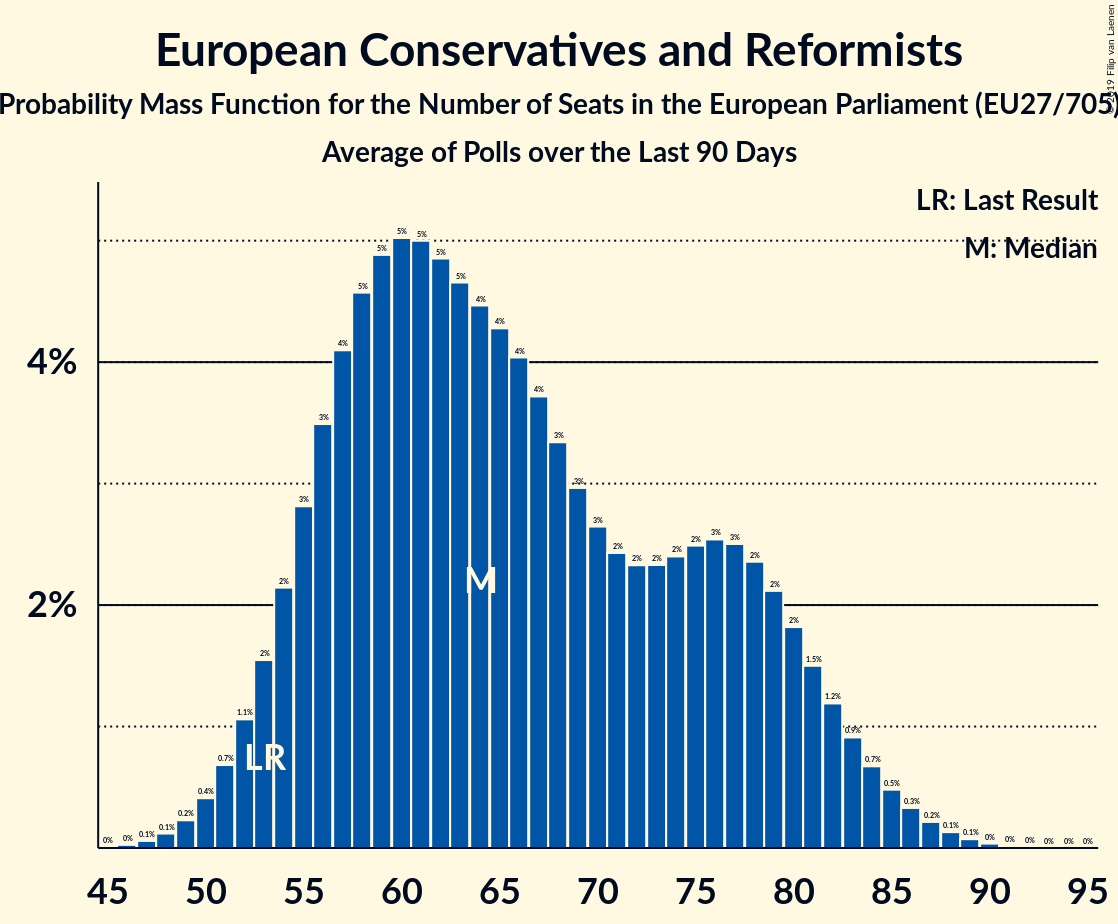 European Conservatives and Reformists
Probability Mass Function for the Number of Seats in the European Parliament (EU27/705)
Average of Polls over the Last 90 Days
© 2019 Filip van Laenen
LR: Last Result
M: Median
4%
2%
0% 0% 0.1% 0.1% 0.2% 0.4% 0.7% 1.1% 2% 2% 3% 3% 4% 5% 5% 5% 5% 5% 5% 4% 4% 4% 4% 3% 3% 3% 2% 2% 2% 2% 2% 3% 3% 2% 2% 2% 1.5% 1.2% 0.9% 0.7% 0.5% 0.3% 0.2% 0.1% 0.1% 0% 0% 0% 0% 0% 0%
M
LR
45 50 55 60 65 70 75 80 85 90 95